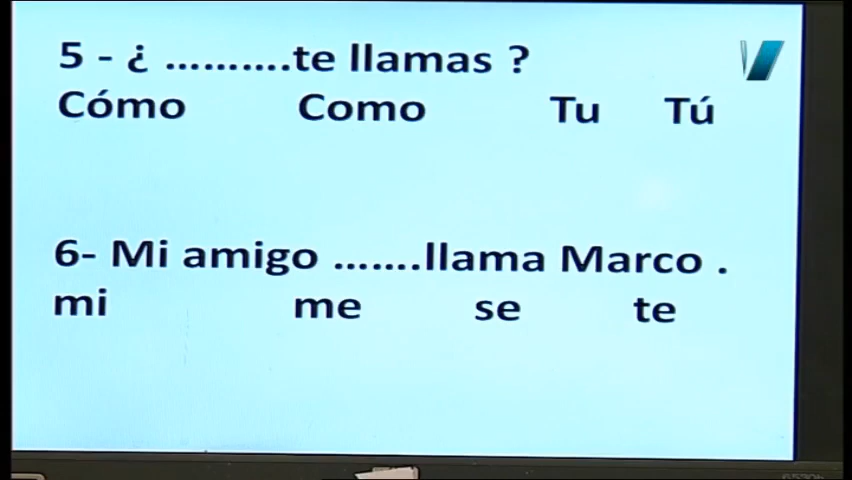 5 - ¿ ..........te llamas ?
Cómo Como Tu Tú
6- Mi amigo .......llama Marco .
mi me se te